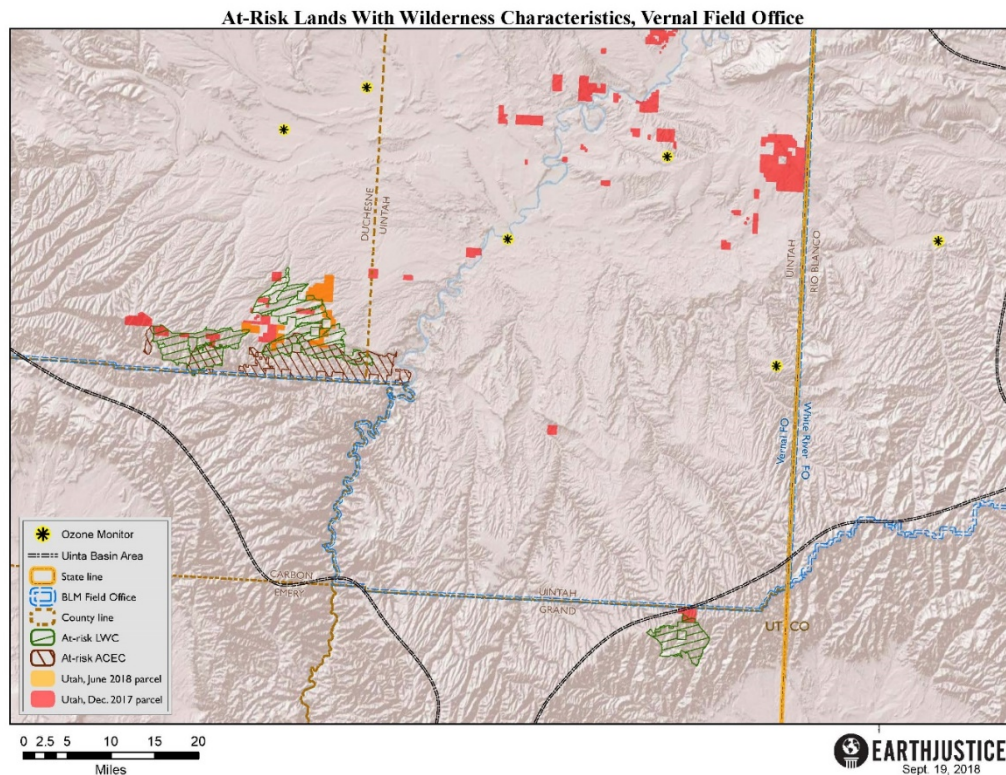 At-Risk Lands With Wilderness Characteristics, Vernal Field Office
DUCHESNE
UINTAH
UINTAH
RIO BLANCO
Vernal FO
White River FO
CARBON
EMERY
UINTAH
GRAND
UT
CO
Ozone Monitor
Uinta Basin Area
State line
BLM Field Office
County line
At-risk LWC
At-risk ACEC
Utah, June 2018 parcel
Utah, Dec. 2017 parcel
0 2.5 5 10 15 20
Miles
EARTHJUSTICE
Sept. 19, 2018